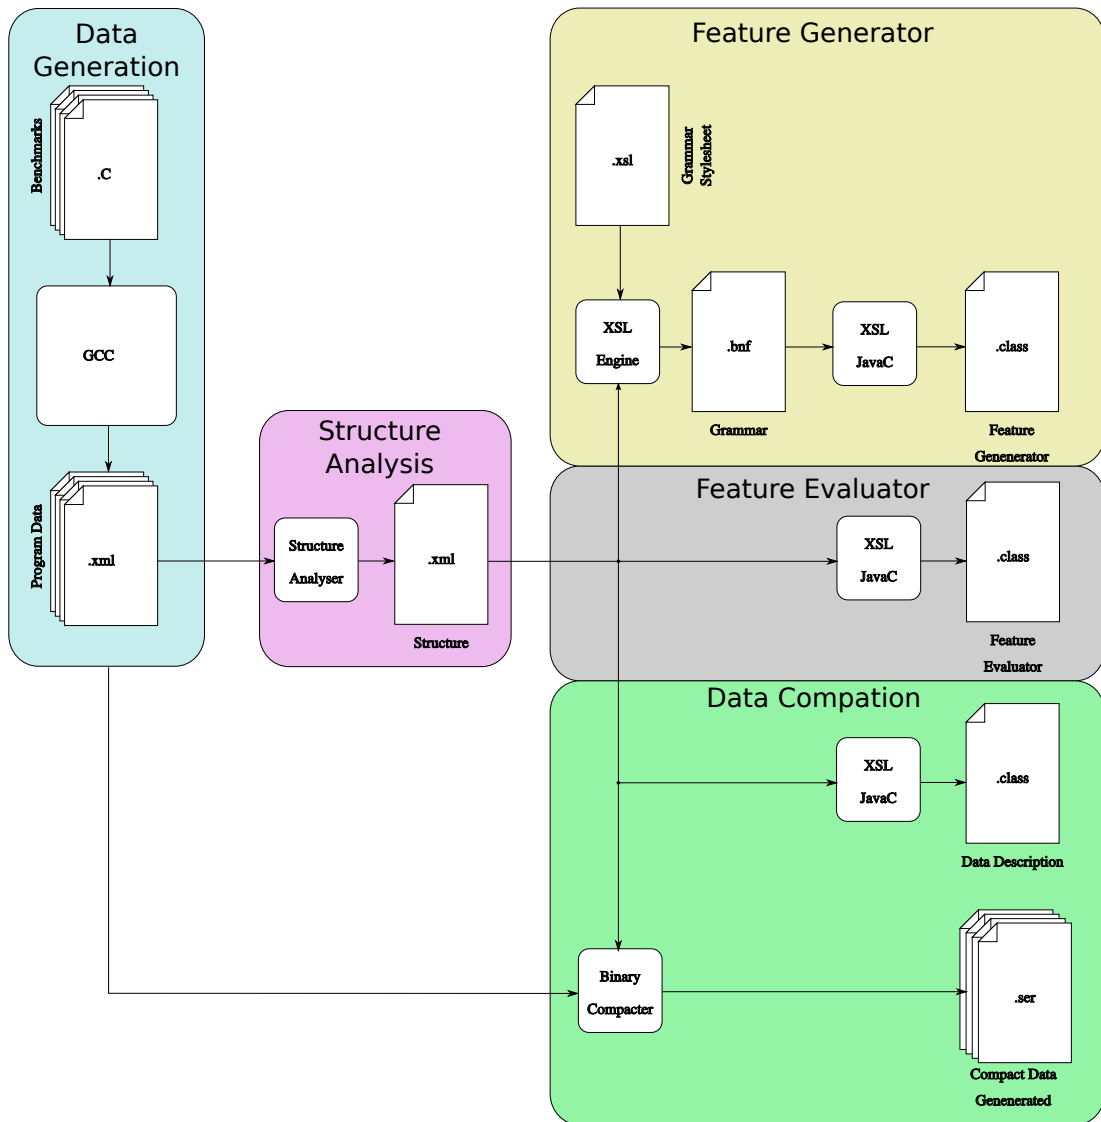 Data
Generation
Benchmarks
.C
GCC
Program Data
.xml
Structure
Analysis
Structure
Analyser
.xml
Structure
Feature Generator
.xsl
Grammar
Stylesheet
XSL
Engine
.bnf
Grammar
XSL
JavaC
.class
Feature
Genenerator
Feature Evaluator
XSL
JavaC
.class
Feature
Evaluator
Data Compation
XSL
JavaC
.class
Data Description
Binary
Compacter
.ser
Compact Data
Genenerated